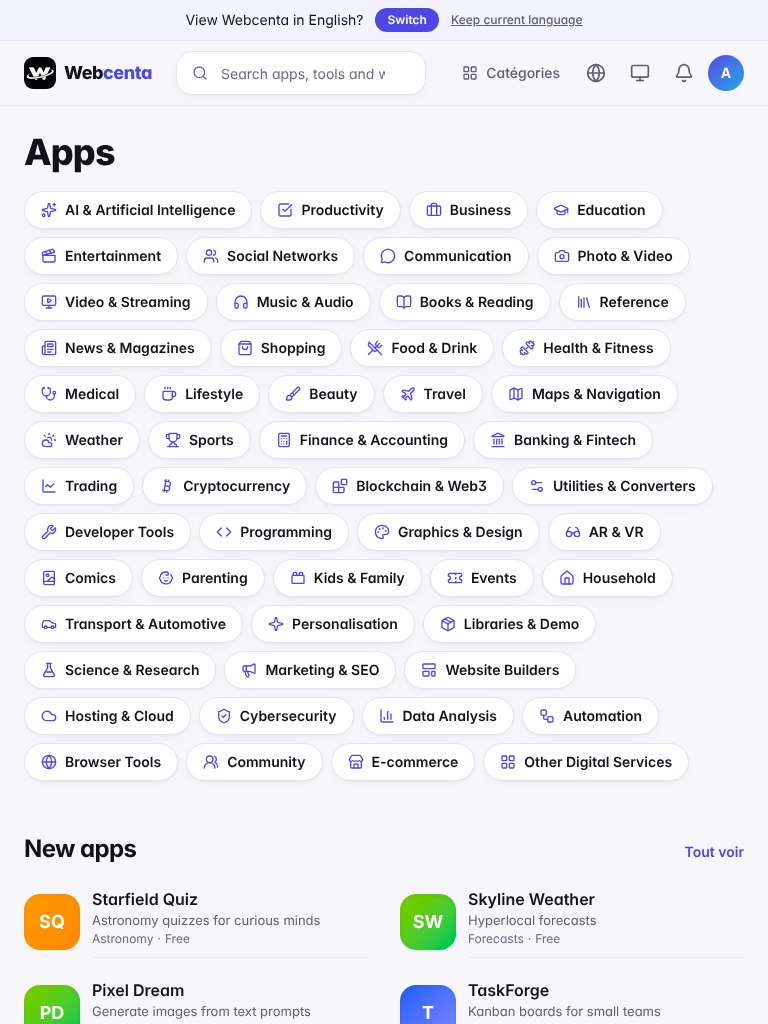 View Webcenta in English? Switch Keep current language
Webcenta Search apps, tools and w Catégories A
Apps
AI & Artificial Intelligence Productivity Business Education
Entertainment Social Networks Communication Photo & Video
Video & Streaming Music & Audio Books & Reading Reference
News & Magazines Shopping Food & Drink Health & Fitness
Medical Lifestyle Beauty Travel Maps & Navigation
Weather Sports Finance & Accounting Banking & Fintech
Trading Cryptocurrency Blockchain & Web3 Utilities & Converters
Developer Tools Programming Graphics & Design AR & VR
Comics Parenting Kids & Family Events Household
Transport & Automotive Personalisation Libraries & Demo
Science & Research Marketing & SEO Website Builders
Hosting & Cloud Cybersecurity Data Analysis Automation
Browser Tools Community E-commerce Other Digital Services
New apps Tout voir
SQ
Starfield Quiz
Astronomy quizzes for curious minds
Astronomy · Free
SW
Skyline Weather
Hyperlocal forecasts
Forecasts · Free
PD
Pixel Dream
Generate images from text prompts
T
TaskForge
Kanban boards for small teams